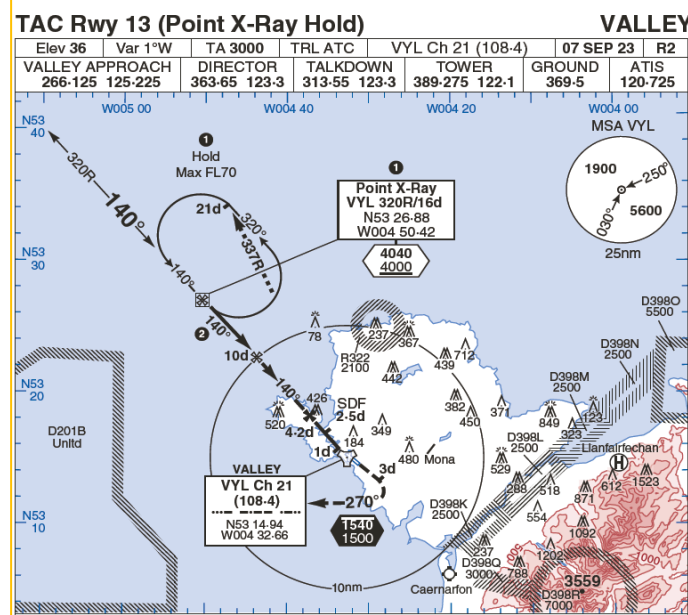 TAC Rwy 13 (Point X-Ray Hold) VALLEY
Elev 36 Var 1°W TA 3000 TRL ATC VYL Ch 21 (108·4) 07 SEP 23 R2
VALLEY APPROACH DIRECTOR TALKDOWN TOWER GROUND ATIS
266·125 125·225 363·65 123·3 313·55 123·3 389·275 122·1 369·5 120·725
W005 00 W004 40 W004 20 W004 00
N53
40
320R
140°
1
Hold
Max FL70
1
Point X-Ray
VYL 320R/16d
N53 26·88
W004 50·42
4040
4000
MSA VYL
1900
250°
5600
030°
25nm
21d
320°
337R
140°
N53
30
2
140°
10d
140°
78
237
367
R322
2100
442
439
712
D398O
5500
D398N
2500
D398M
2500
N53
20
D201B
Unltd
520
426
SDF
2·5d
4·2d
184
1d
349
382
450
371
849
323
123
480
Mona
529
D398L
2500
Llanfairfechan
H
612
1523
VALLEY
VYL Ch 21
(108·4)
N53 14·94
W004 32·66
3d
270°
1540
1500
288
518
871
554
D398K
2500
1092
N53
10
237
D398Q
3000
788
1202
1000
3559
D398R
7000
10nm
Caernarfon